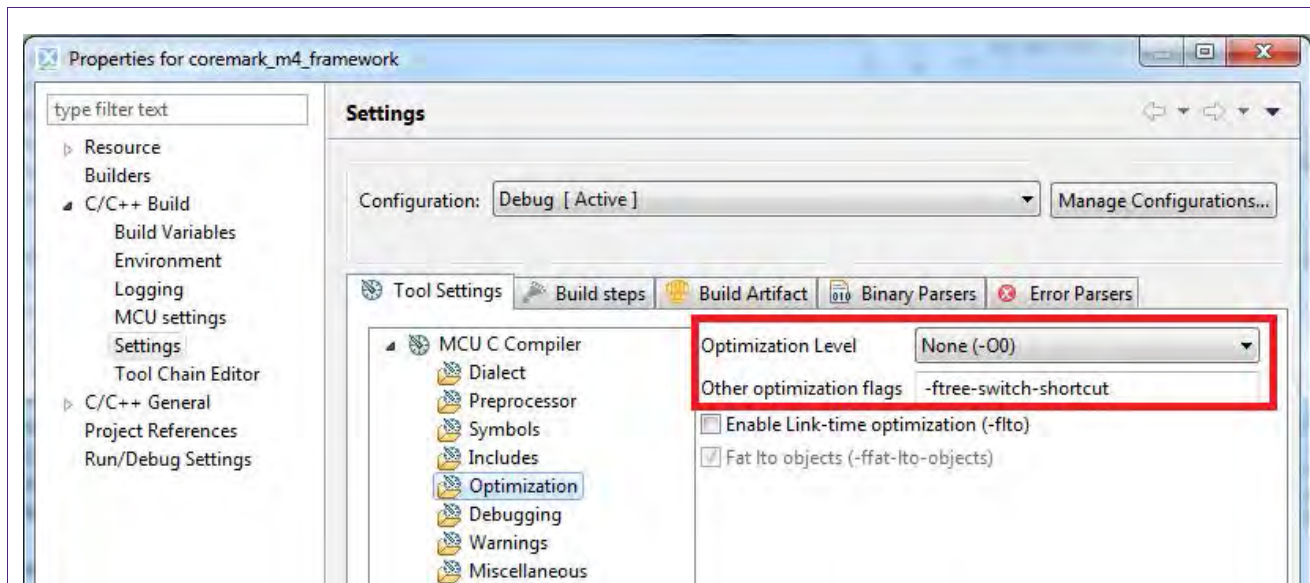 Properties for coremark_m4_framework
type filter text
Settings
Resource
Builders
C/C++ Build
Build Variables
Environment
Logging
MCU settings
Settings
Tool Chain Editor
C/C++ General
Project References
Run/Debug Settings
Configuration: Debug [ Active ] Manage Configurations...
Tool Settings Build steps Build Artifact 010 Binary Parsers Error Parsers
MCU C Compiler
Dialect
Preprocessor
Symbols
Includes
Optimization
Debugging
Warnings
Miscellaneous
Optimization Level None (-O0)
Other optimization flags -ftree-switch-shortcut
Enable Link-time optimization (-flto)
Fat lto objects (-ffat-lto-objects)